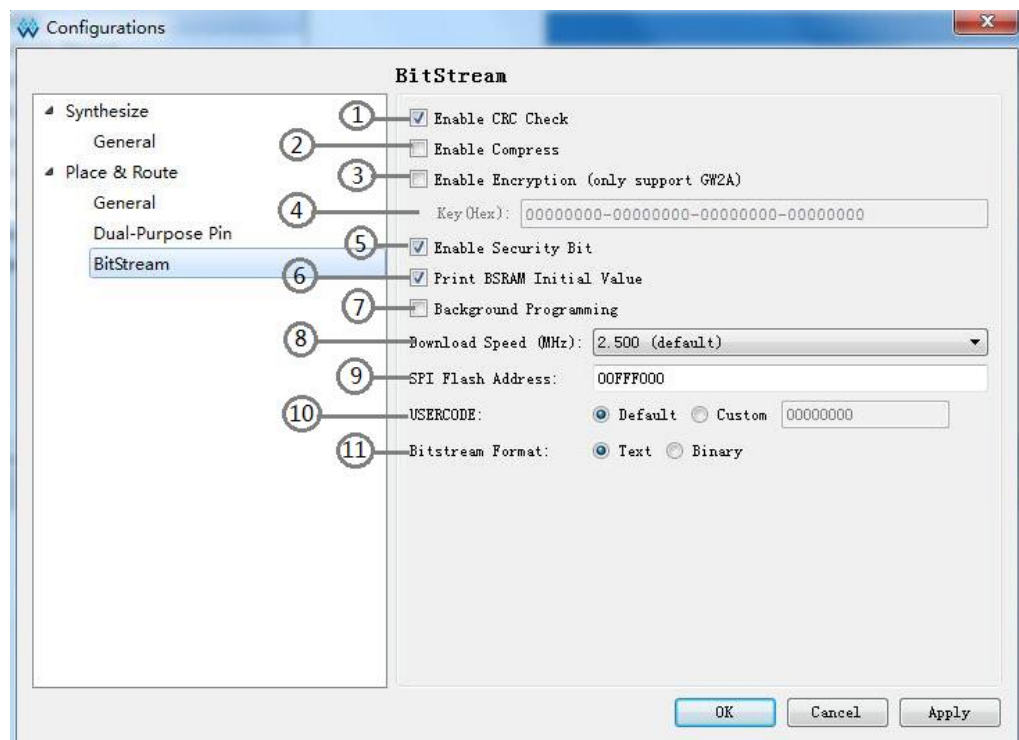 Configurations
BitStream
Synthesize
General
Place & Route
General
Dual-Purpose Pin
BitStream
1 Enable CRC Check
2 Enable Compress
3 Enable Encryption (only support GW2A)
4 Key(Hex): 00000000-00000000-00000000-00000000
5 Enable Security Bit
6 Print BSRAM Initial Value
7 Background Programming
8 Download Speed (MHz): 2.500 (default)
9 SPI Flash Address: 00FFF000
10 USERCODE: Default Custom 00000000
11 Bitstream Format: Text Binary
OK Cancel Apply